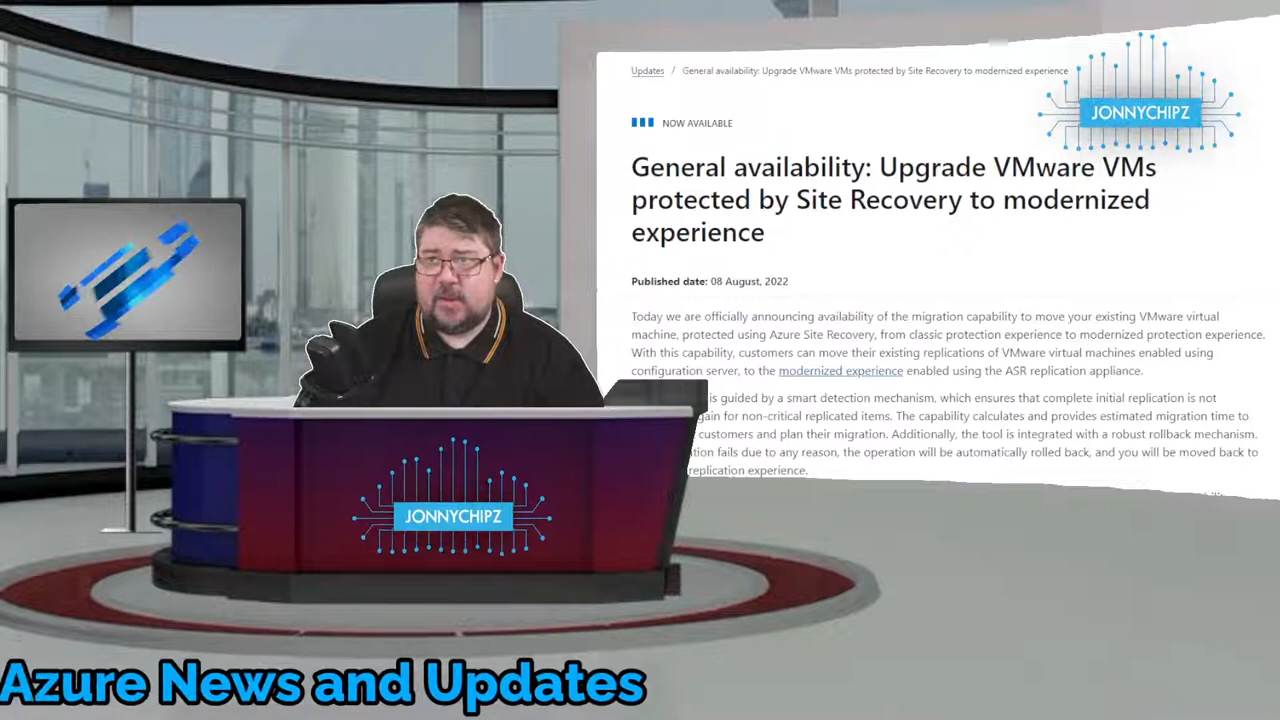 Updates / General availability: Upgrade VMware VMs protected by Site Recovery to modernized experience
JONNYCHIPZ
NOW AVAILABLE
General availability: Upgrade VMware VMs
protected by Site Recovery to modernized
experience
Published date: 08 August, 2022
Today we are officially announcing availability of the migration capability to move your existing VMware virtual
machine, protected using Azure Site Recovery, from classic protection experience to modernized protection experience.
With this capability, customers can move their existing replications of VMware virtual machines enabled using
configuration server, to the modernized experience enabled using the ASR replication appliance.
is guided by a smart detection mechanism, which ensures that complete initial replication is not
gain for non-critical replicated items. The capability calculates and provides estimated migration time to
customers and plan their migration. Additionally, the tool is integrated with a robust rollback mechanism.
fails due to any reason, the operation will be automatically rolled back, and you will be moved back to
replication experience.
JONNYCHIPZ
Azure News and Updates